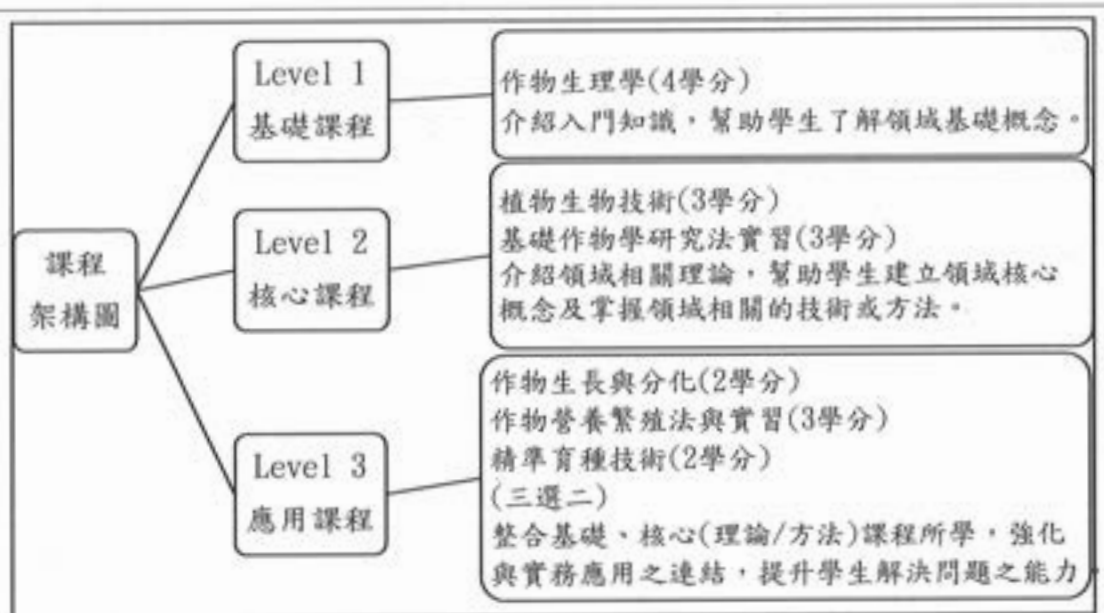 課程
架構圖
Level 1
基礎課程
作物生理學(4學分)
介紹入門知識，幫助學生了解領域基礎概念。
Level 2
核心課程
植物生物技術(3學分)
基礎作物學研究法實習(3學分)
介紹領域相關理論，幫助學生建立領域核心
概念及掌握領域相關的技術或方法。
Level 3
應用課程
作物生長與分化(2學分)
作物營養繁殖法與實習(3學分)
精準育種技術(2學分)
(三選二)
整合基礎、核心(理論/方法)課程所學，強化
與實務應用之連結，提升學生解決問題之能力。